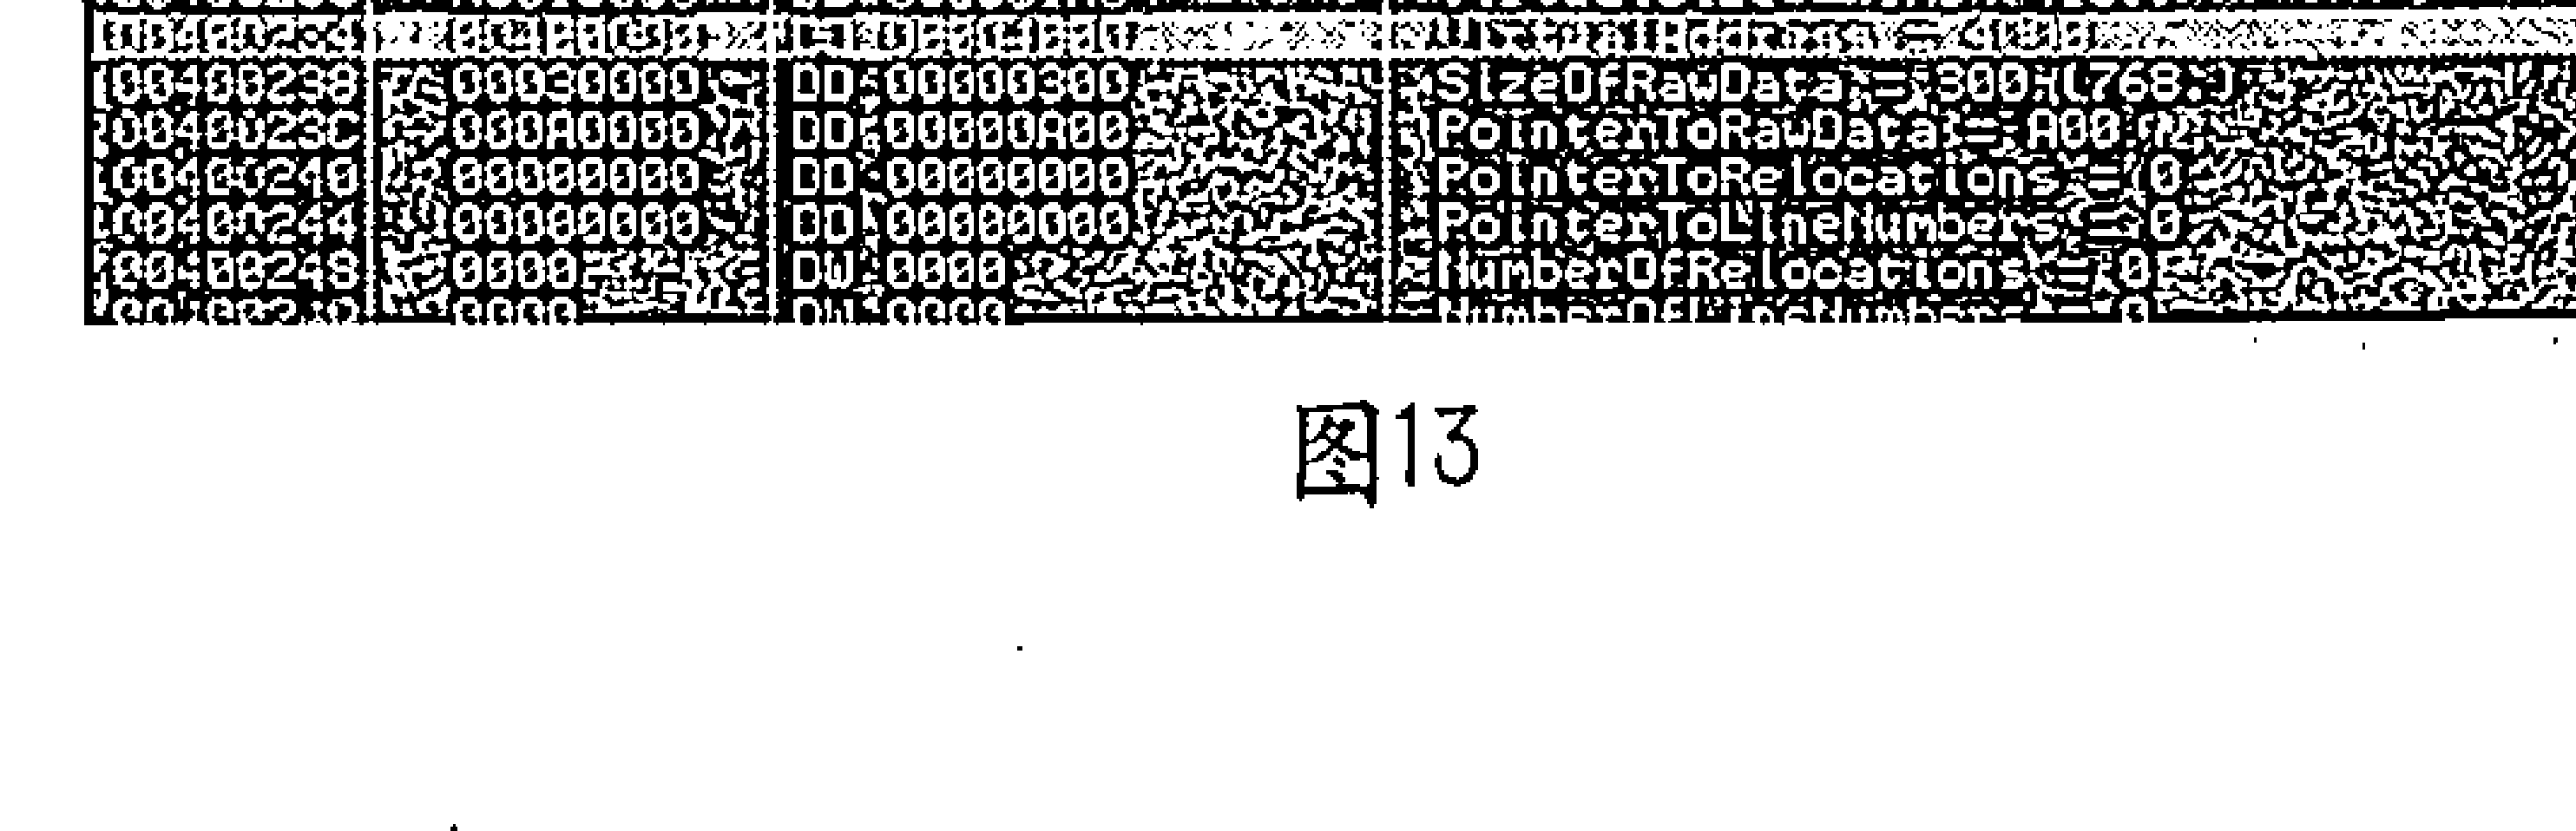 00400238 00030000 DD 00000300 SizeOfRawData = 300 (768.)
0040023C 000A0000 DD 00000A00 PointerToRawData = A00
00400240 00000000 DD 00000000 PointerToRelocations = 0
00400244 00000000 DD 00000000 PointerToLineNumbers = 0
00400248 0000 DW 0000 NumberOfRelocations = 0
图13